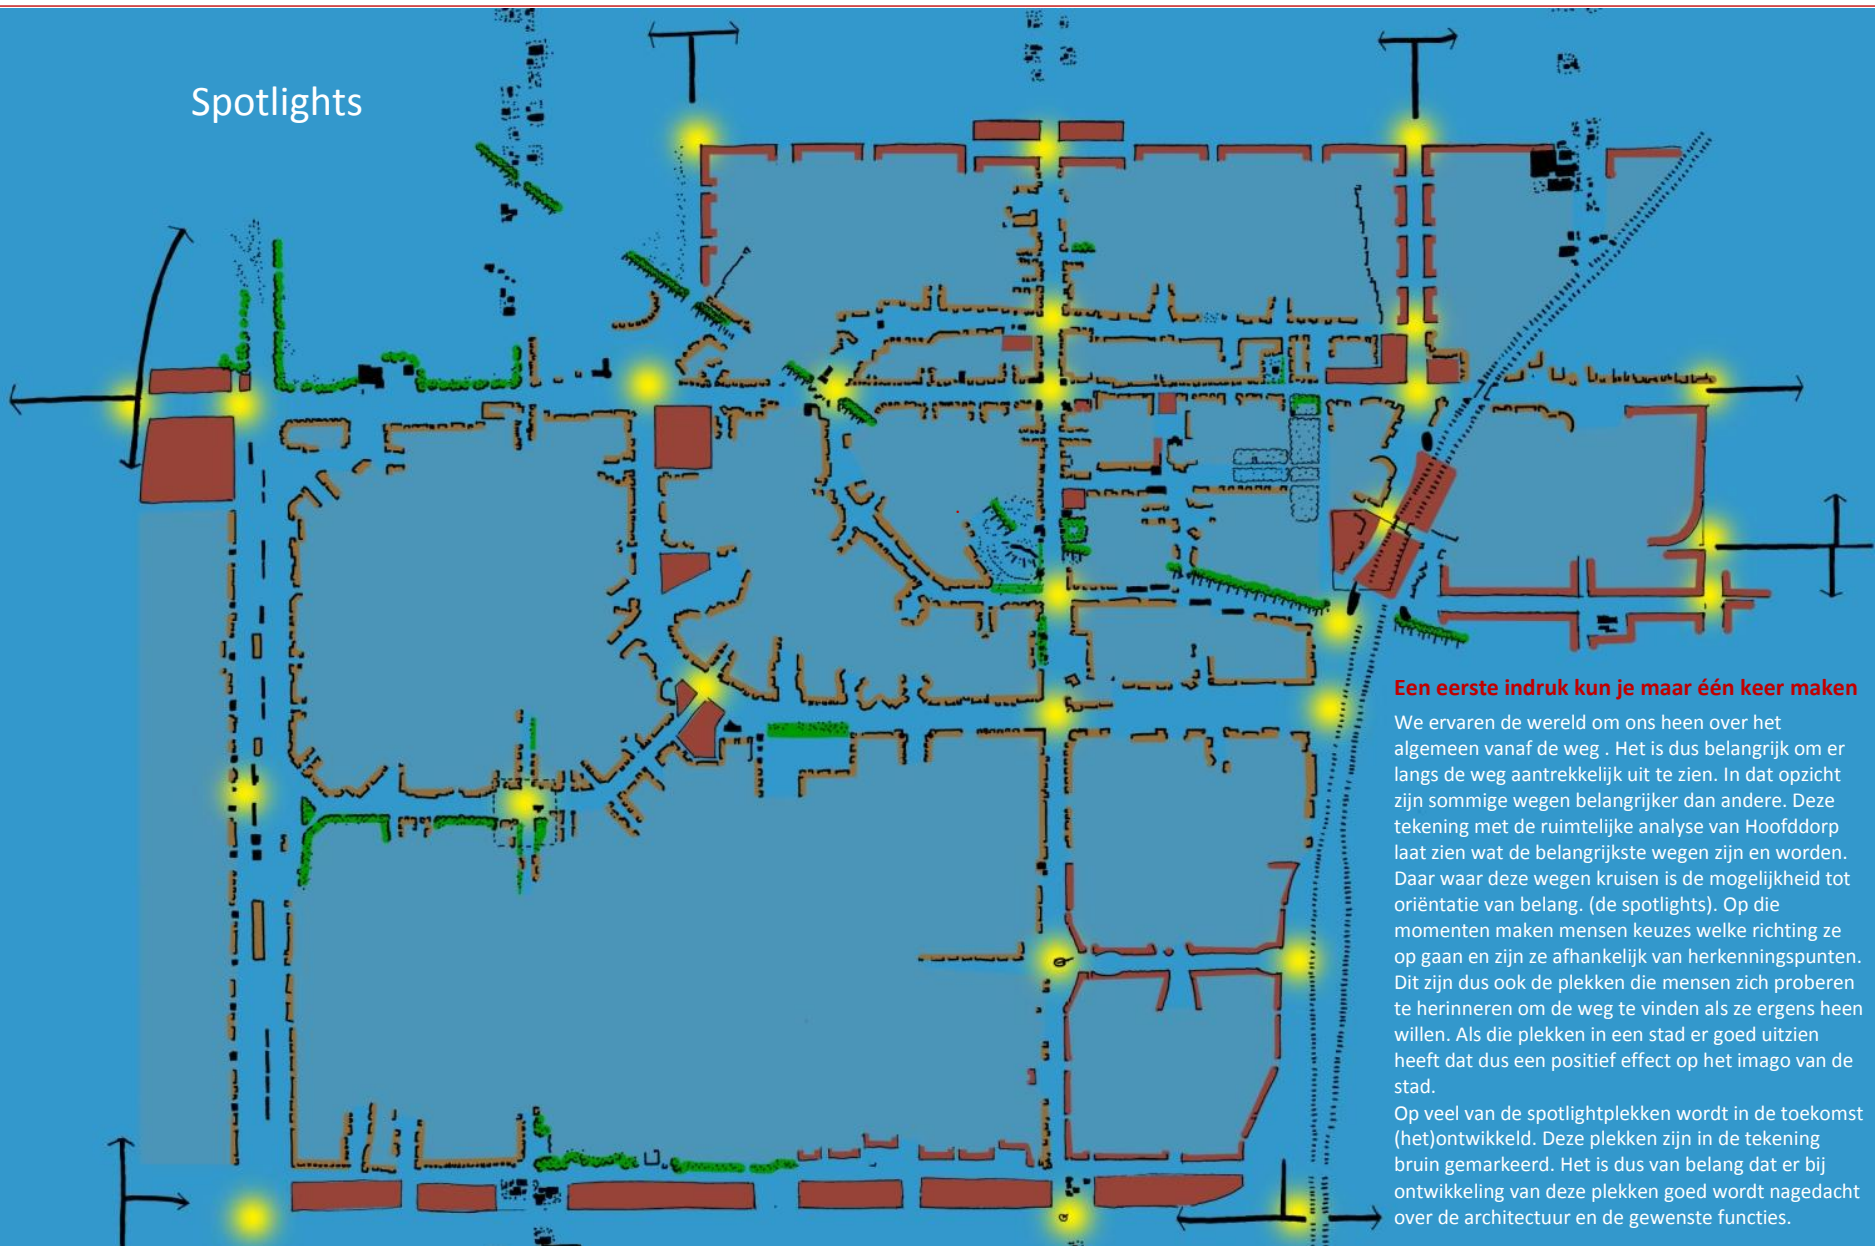 Spotlights
Een eerste indruk kun je maar één keer maken
We ervaren de wereld om ons heen over het
algemeen vanaf de weg . Het is dus belangrijk om er
langs de weg aantrekkelijk uit te zien. In dat opzicht
zijn sommige wegen belangrijker dan andere. Deze
tekening met de ruimtelijke analyse van Hoofddorp
laat zien wat de belangrijkste wegen zijn en worden.
Daar waar deze wegen kruisen is de mogelijkheid tot
oriëntatie van belang. (de spotlights). Op die
momenten maken mensen keuzes welke richting ze
op gaan en zijn ze afhankelijk van herkenningspunten.
Dit zijn dus ook de plekken die mensen zich proberen
te herinneren om de weg te vinden als ze ergens heen
willen. Als die plekken in een stad er goed uitzien
heeft dat dus een positief effect op het imago van de
stad.
Op veel van de spotlightplekken wordt in de toekomst
(het)ontwikkeld. Deze plekken zijn in de tekening
bruin gemarkeerd. Het is dus van belang dat er bij
ontwikkeling van deze plekken goed wordt nagedacht
over de architectuur en de gewenste functies.